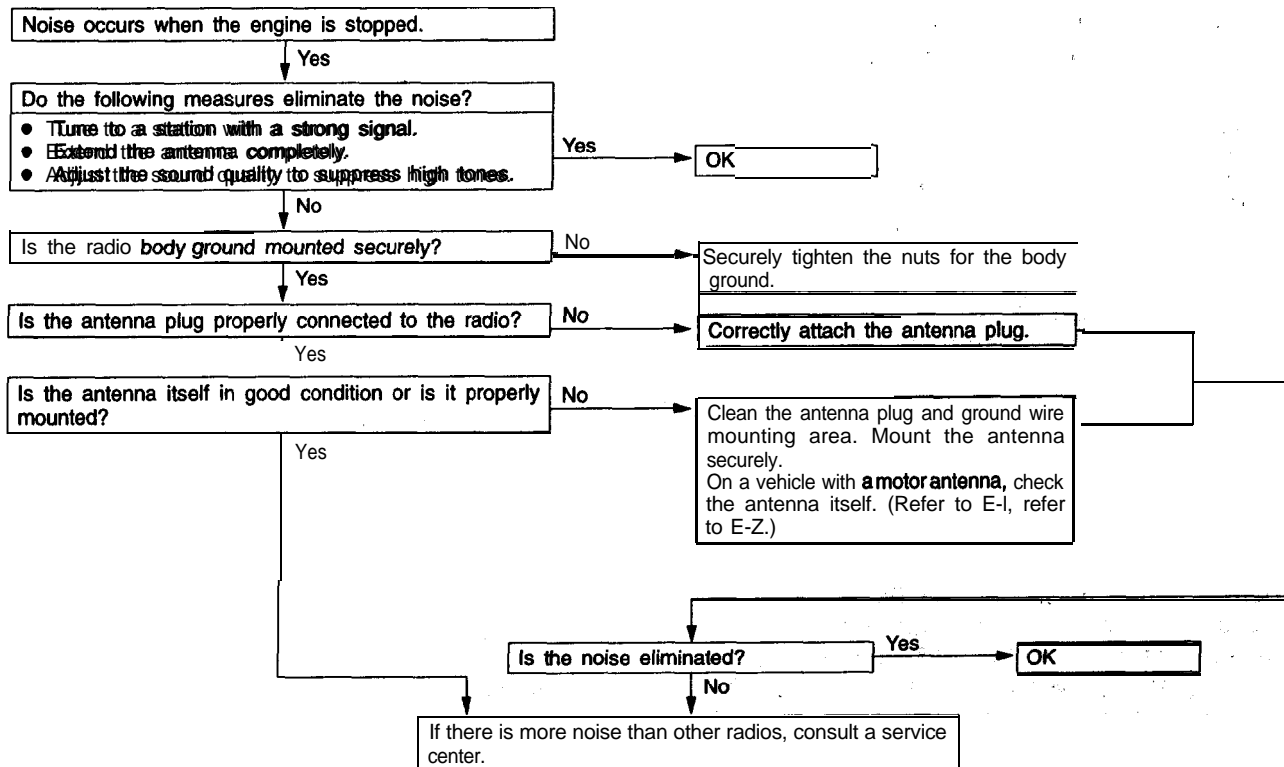 Noise occurs when the engine is stopped.
Yes
Do the following measures eliminate the noise?
● Tune to a station with a strong signal.
● Extend the antenna completely.
● Adjust the sound quality to suppress high tones.
Yes
OK
No
Is the radio body ground mounted securely?
No
Securely tighten the nuts for the body
ground.
Yes
Is the antenna plug properly connected to the radio?
No
Correctly attach the antenna plug.
Yes
Is the antenna itself in good condition or is it properly
mounted?
No
Clean the antenna plug and ground wire
mounting area. Mount the antenna
securely.
On a vehicle with a motor antenna, check
the antenna itself. (Refer to E-l, refer
to E-Z.)
Yes
Is the noise eliminated?
Yes
OK
No
If there is more noise than other radios, consult a service
center.